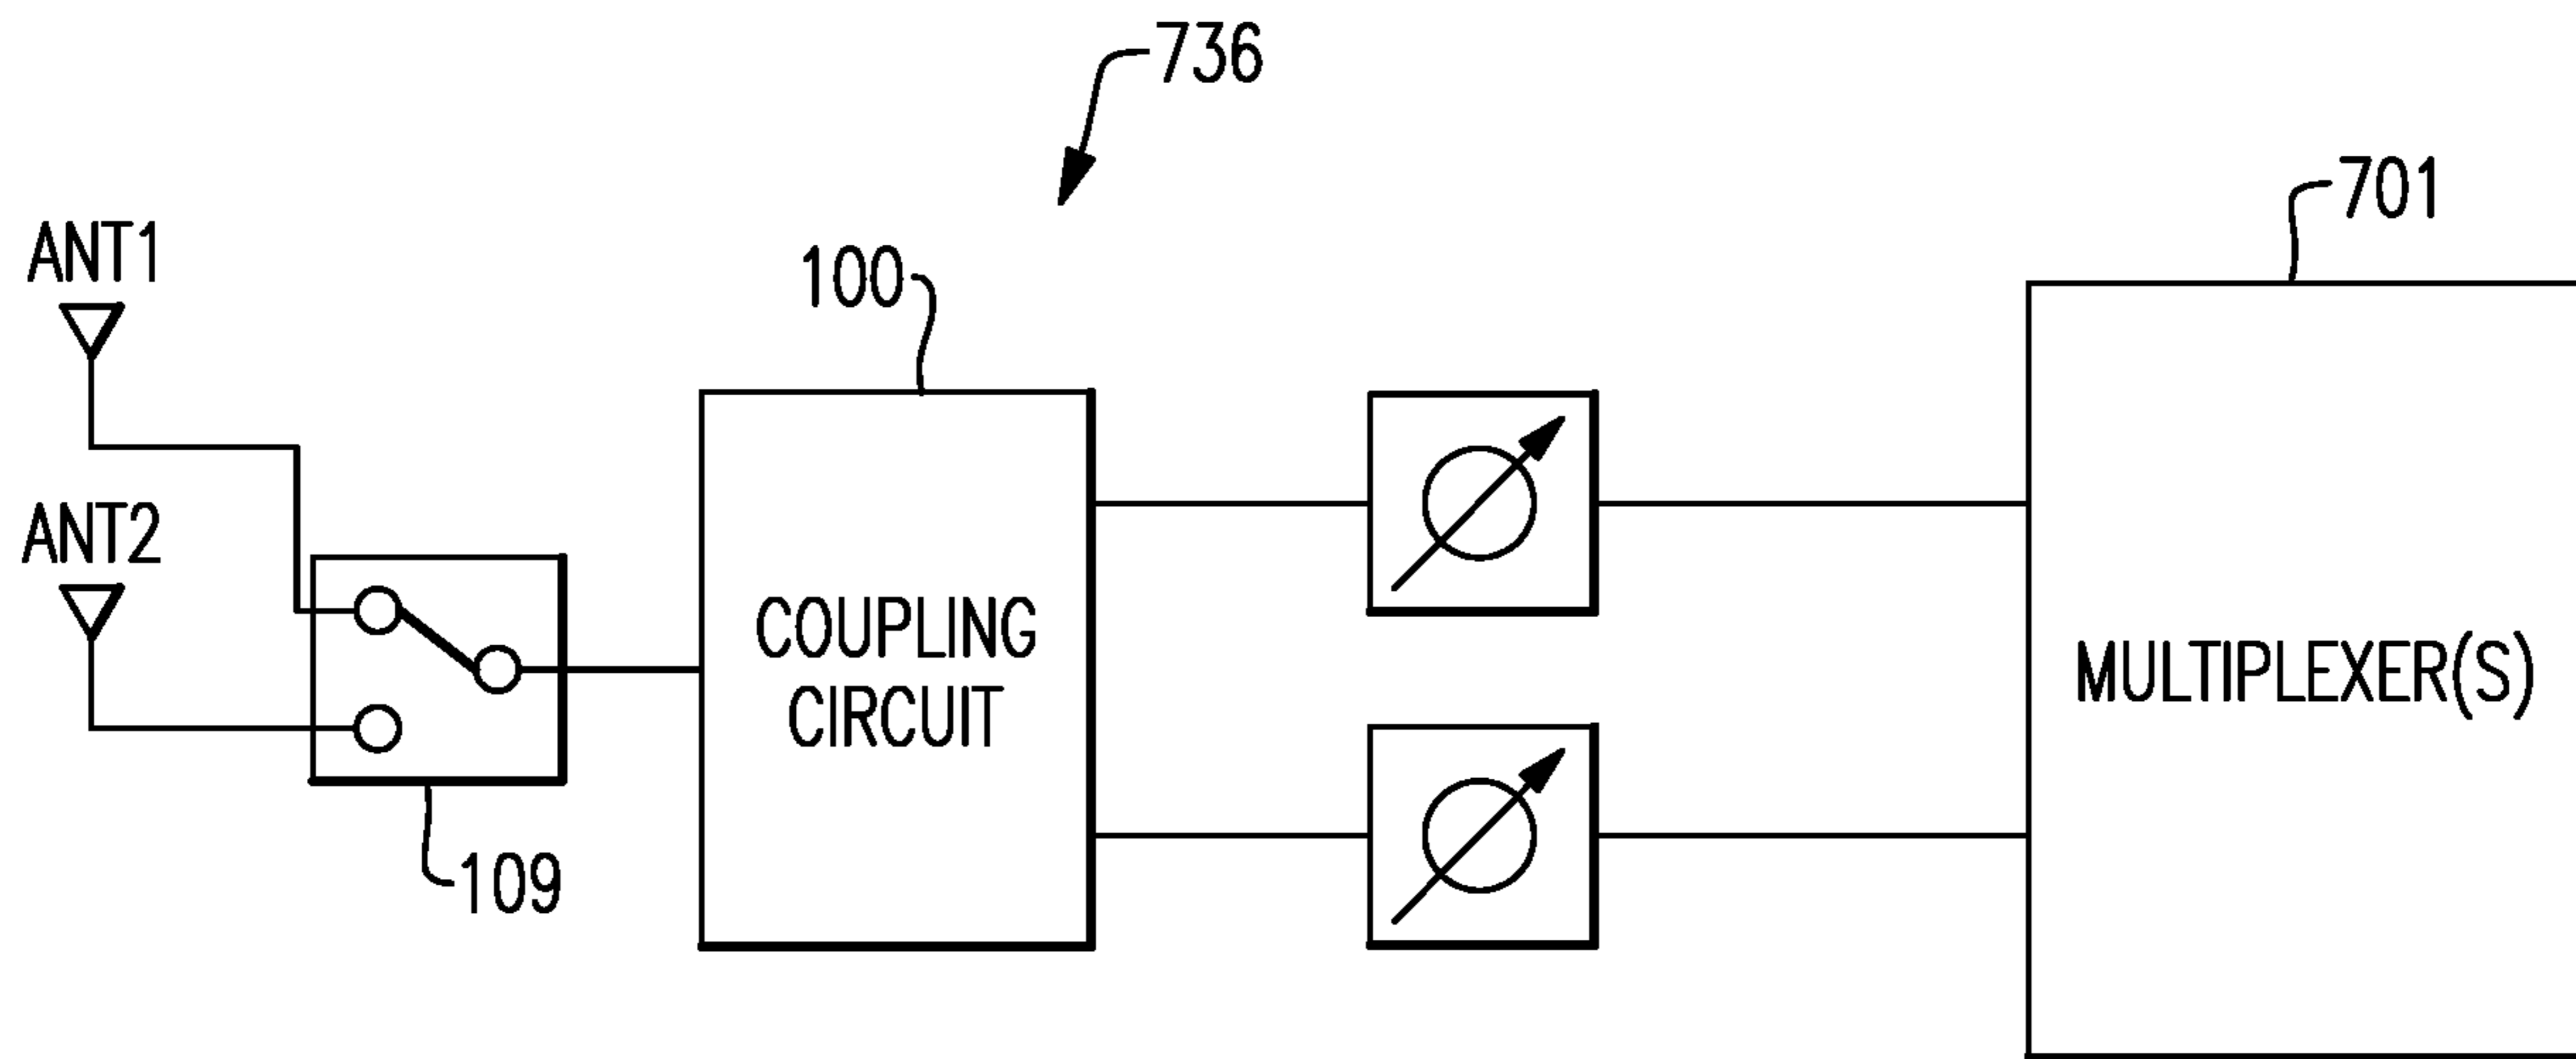 736
701
ANT1
100
ANT2
COUPLING
CIRCUIT
MULTIPLEXER(S)
109